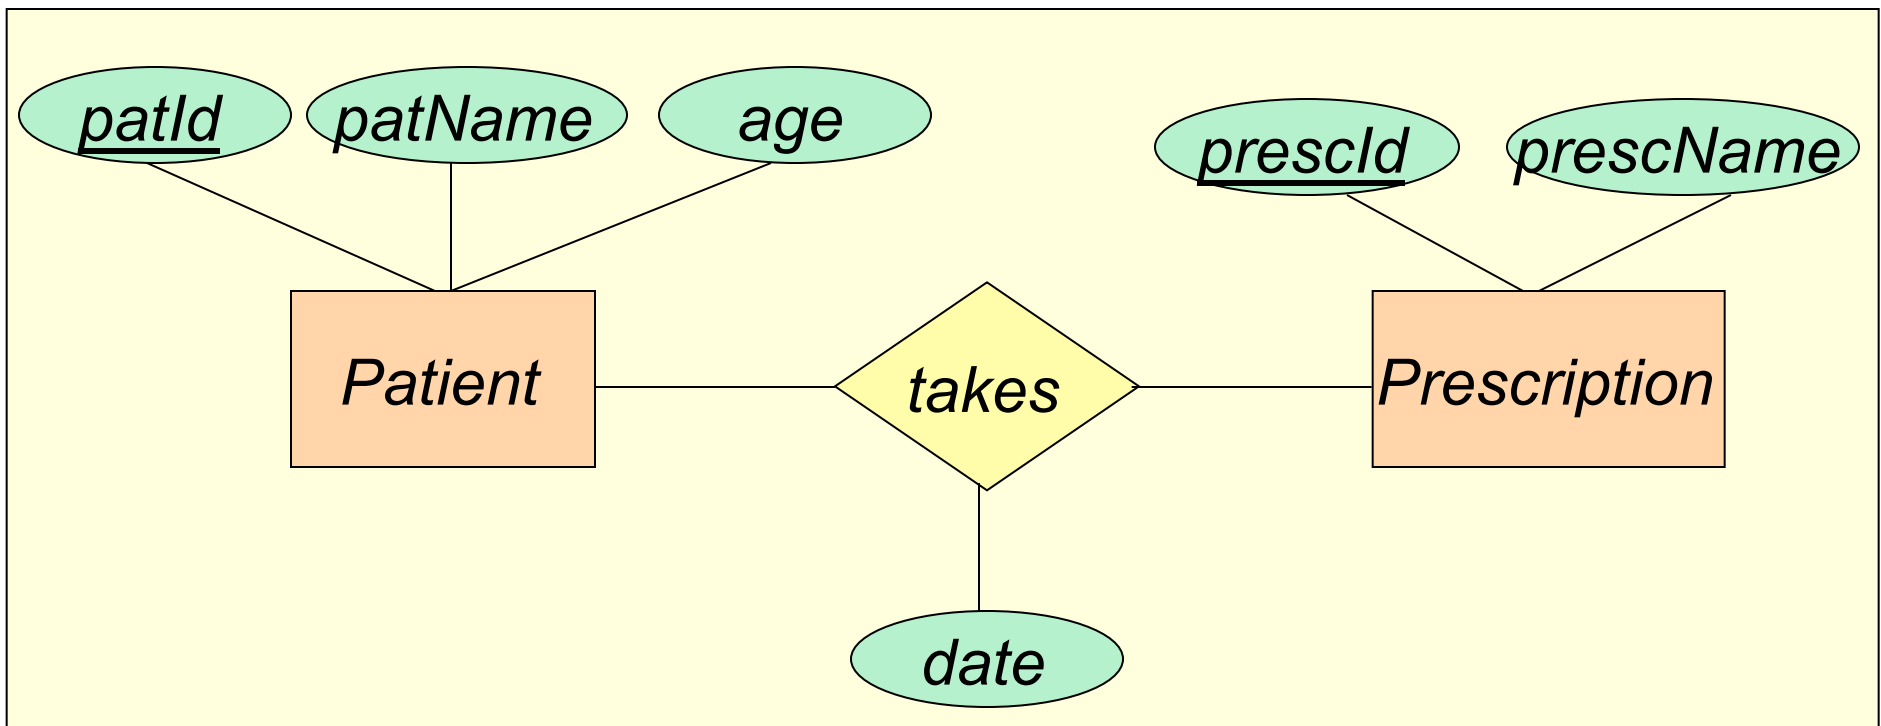 patId
patName
age
prescId
prescName
Patient
takes
Prescription
date